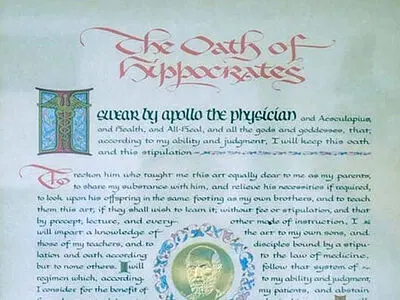 The Oath of
Hippocrates
I swear by apollo the physician and Aesculapius,
and Health, and All-Heal, and all the gods and goddesses, that,
according to my ability and judgment, I will keep this oath
and this stipulation
To reckon him who taught me this art equally dear to me as my parents,
to share my substance with him, and relieve his necessities if required,
to look upon his offspring in the same footing as my own brothers, and to teach
them this art, if they shall wish to learn it, without fee or stipulation, and that
by precept, lecture, and every other mode of instruction, I
will impart a knowledge of the art to my own sons, and
those of my teachers, and to disciples bound by a stipu-
lation and oath according to the law of medicine,
but to none others. I will follow that system of
regimen which, according to my ability and judgment,
I consider for the benefit of my patients, and abstain